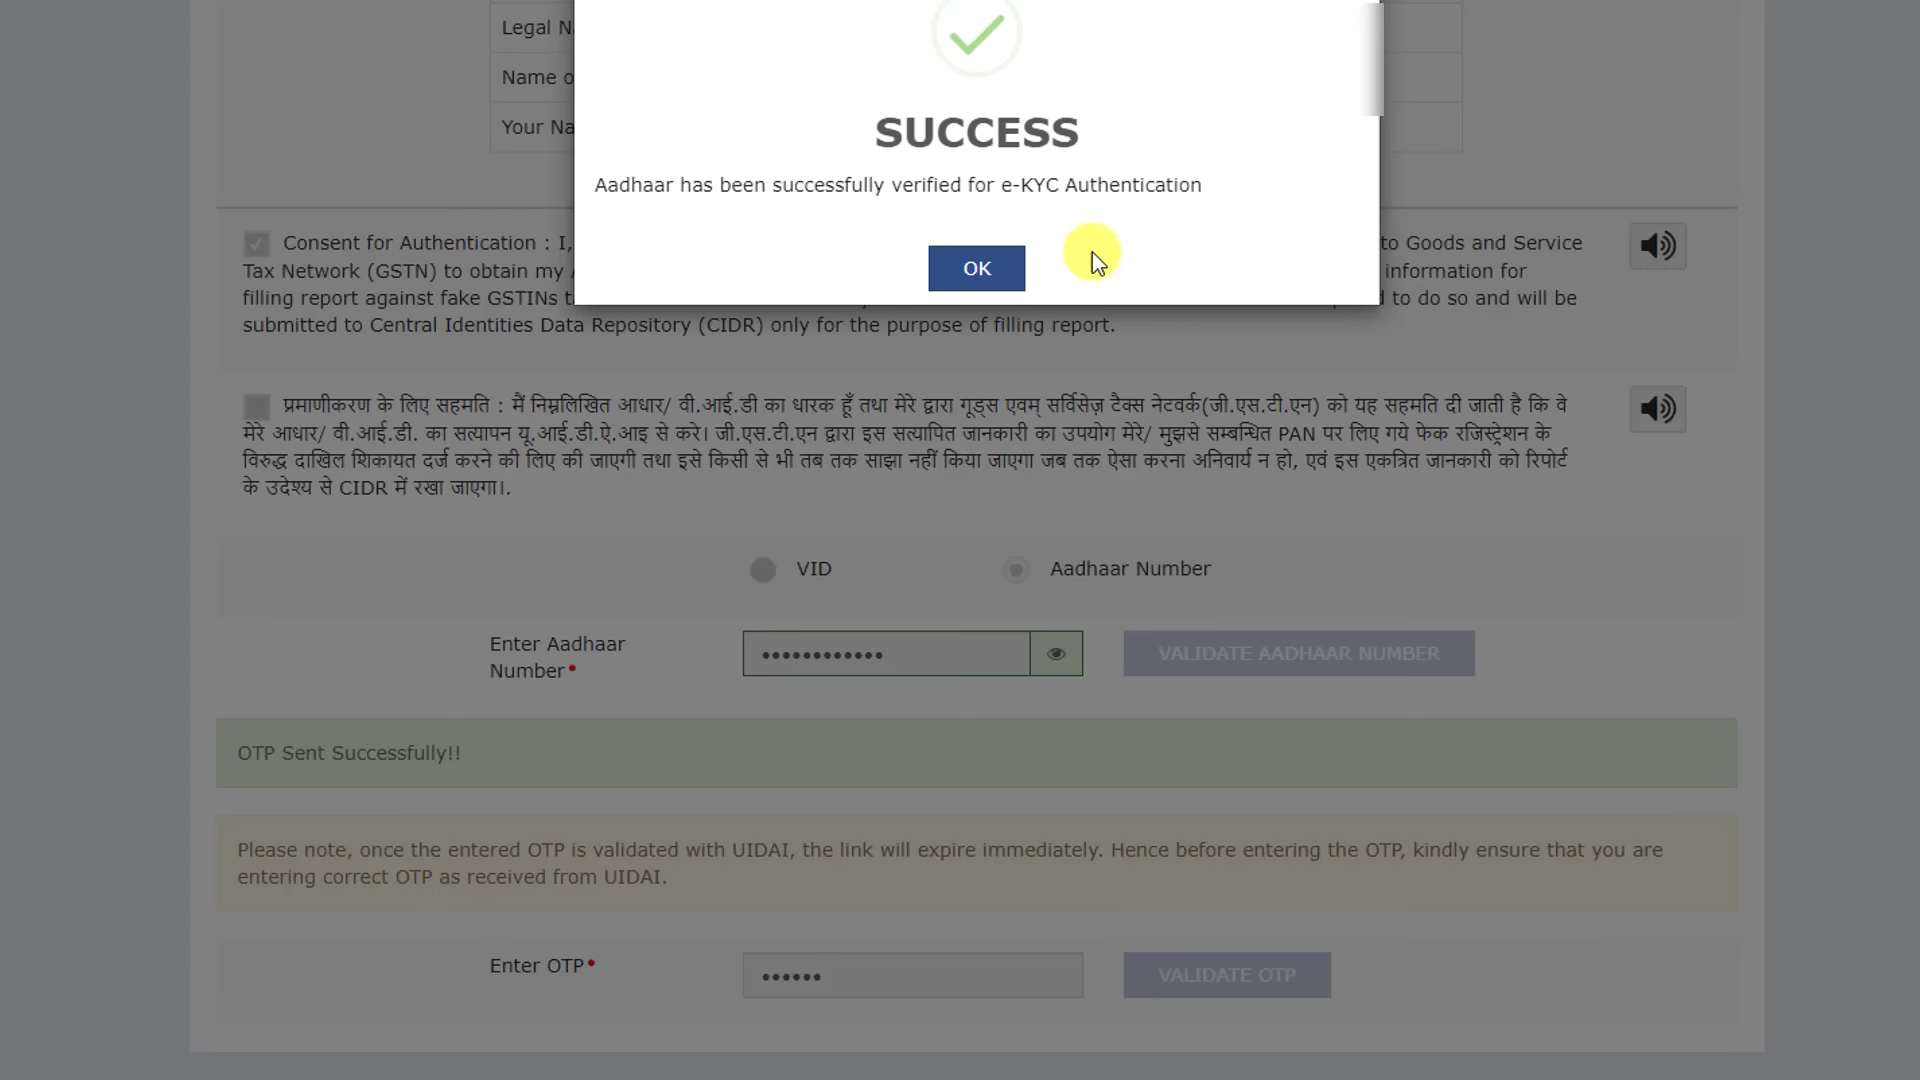 Legal N
Name o
Your Na
SUCCESS
Aadhaar has been successfully verified for e-KYC Authentication
OK
Consent for Authentication : I, to Goods and Service
Tax Network (GSTN) to obtain my information for
filling report against fake GSTINs to do so and will be
submitted to Central Identities Data Repository (CIDR) only for the purpose of filling report.
प्रमाणीकरण के लिए सहमति : मैं निम्नलिखित आधार/ वी.आई.डी का धारक हूँ तथा मेरे द्वारा गूड्स एवम् सर्विसेज़ टैक्स नेटवर्क(जी.एस.टी.एन) को यह सहमति दी जाती है कि वे
मेरे आधार/ वी.आई.डी. का सत्यापन यू.आई.डी.ऐ.आइ से करे। जी.एस.टी.एन द्वारा इस सत्यापित जानकारी का उपयोग मेरे/ मुझसे सम्बन्धित PAN पर लिए गये फेक रजिस्ट्रेशन के
विरुद्ध दाखिल शिकायत दर्ज करने की लिए की जाएगी तथा इसे किसी से भी तब तक साझा नहीं किया जाएगा जब तक ऐसा करना अनिवार्य न हो, एवं इस एकत्रित जानकारी को रिपोर्ट
के उदेश्य से CIDR में रखा जाएगा।.
VID
Aadhaar Number
Enter Aadhaar
Number•
VALIDATE AADHAAR NUMBER
OTP Sent Successfully!!
Please note, once the entered OTP is validated with UIDAI, the link will expire immediately. Hence before entering the OTP, kindly ensure that you are
entering correct OTP as received from UIDAI.
Enter OTP•
VALIDATE OTP